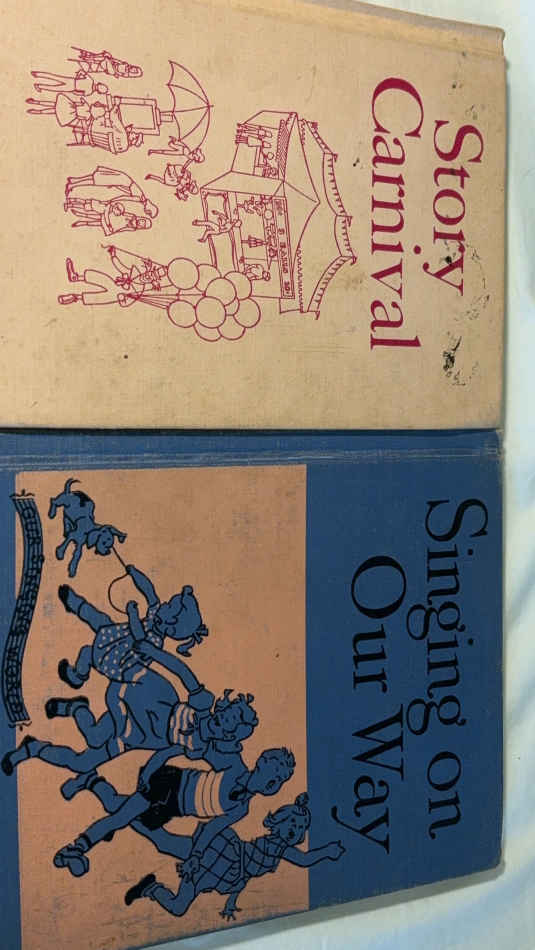 Story
Carnival
Singing on
Our Way